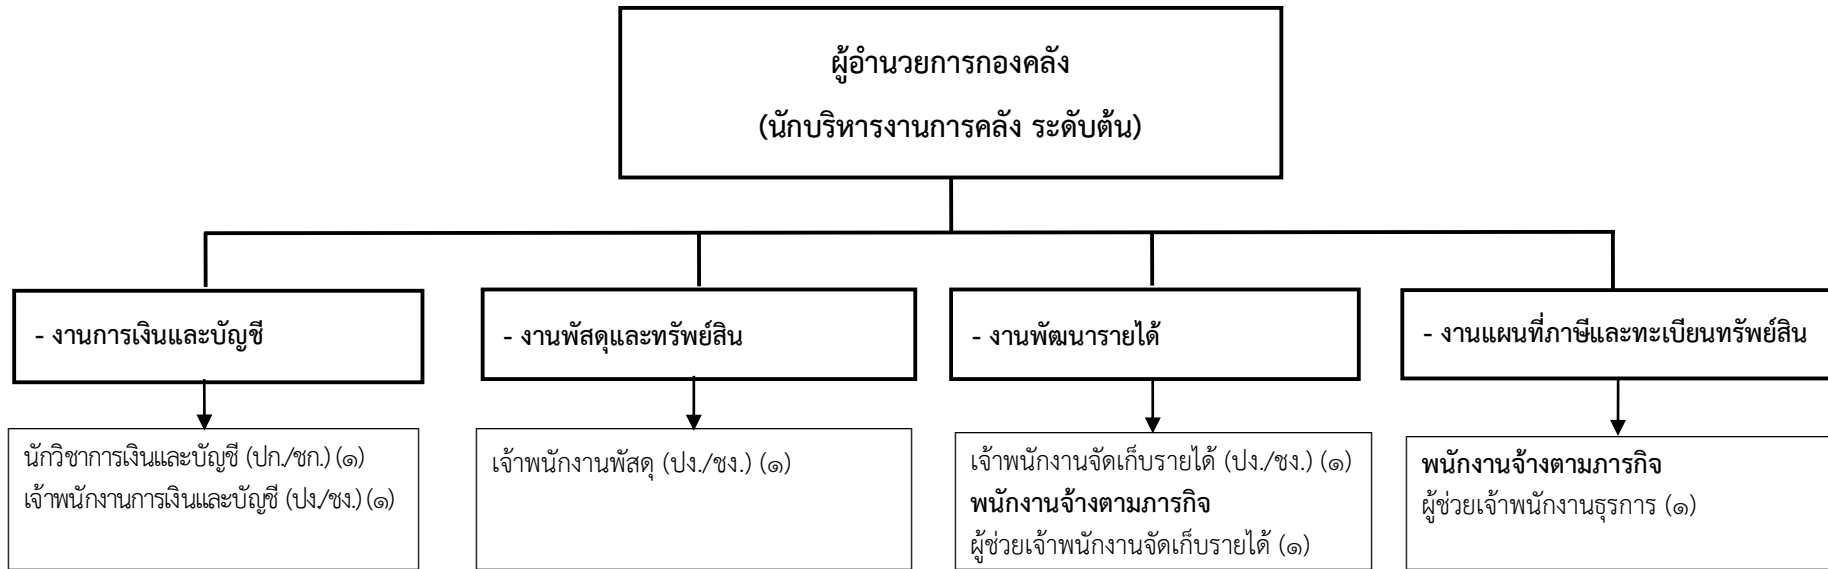 ผู้อำนวยการกองคลัง
(นักบริหารงานการคลัง ระดับต้น)
- งานการเงินและบัญชี
- งานพัสดุและทรัพย์สิน
- งานพัฒนารายได้
- งานแผนที่ภาษีและทะเบียนทรัพย์สิน
นักวิชาการเงินและบัญชี (ปก./ชก.) (๑)
เจ้าพนักงานการเงินและบัญชี (ปง./ชง.) (๑)
เจ้าพนักงานพัสดุ (ปง./ชง.) (๑)
เจ้าพนักงานจัดเก็บรายได้ (ปง./ชง.) (๑)
พนักงานจ้างตามภารกิจ
ผู้ช่วยเจ้าพนักงานจัดเก็บรายได้ (๑)
พนักงานจ้างตามภารกิจ
ผู้ช่วยเจ้าพนักงานธุรการ (๑)